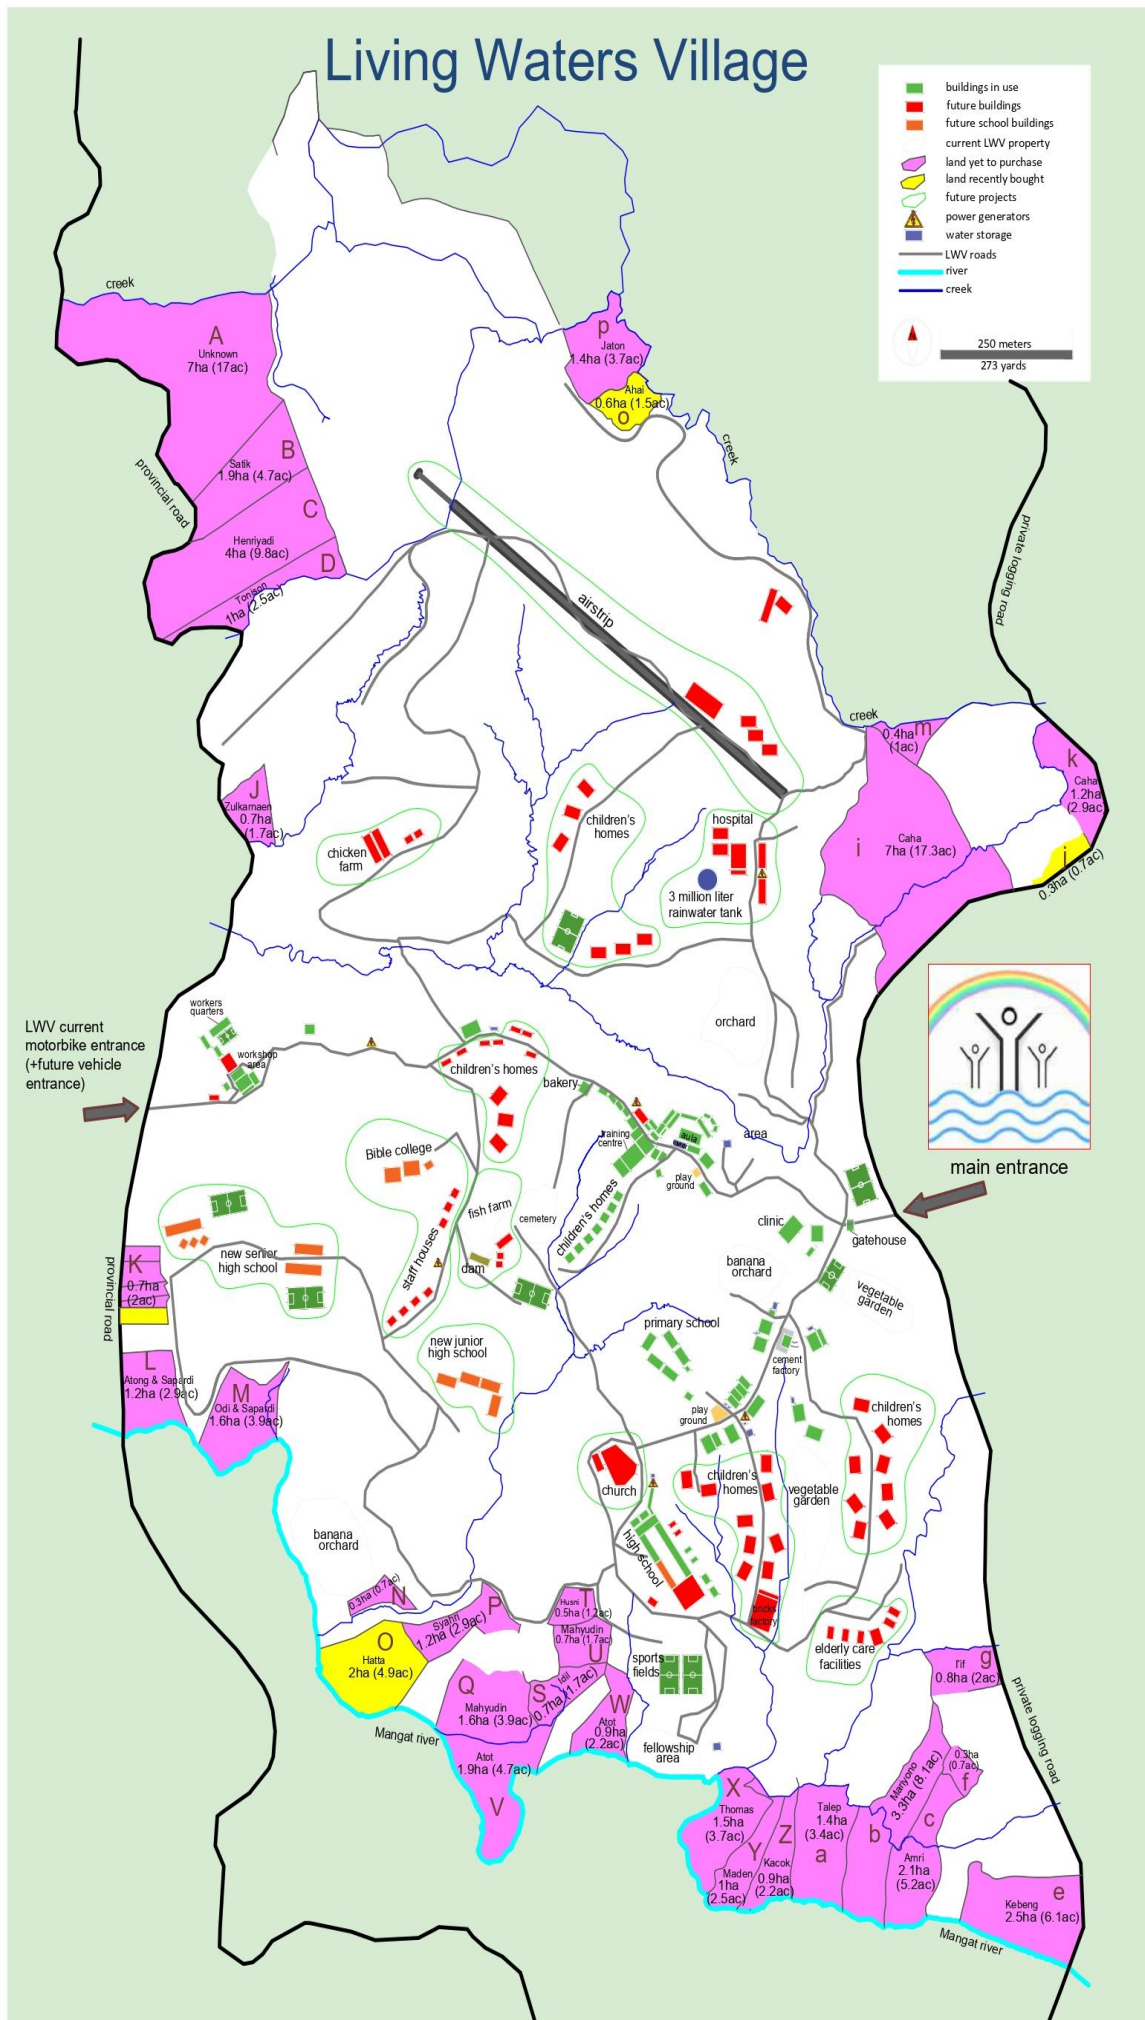 Living Waters Village
buildings in use
future buildings
future school buildings
current LWV property
land yet to purchase
land recently bought
future projects
power generators
water storage
LWV roads
river
creek
250 meters
273 yards
creek
A
Unknown
7ha (17ac)
B
Satik
1.9ha (4.7ac)
C
Henriyadi
4ha (9.8ac)
D
Tonison
1ha (2.5ac)
provincial road
p
Jaton
1.4ha (3.7ac)
Ahai
0.6ha (1.5ac)
o
creek
private logging road
airstrip
creek
0.4ha
m
(1ac)
k
Caha
1.2ha
(2.9ac
i
Caha
7ha (17.3ac)
j
0.3ha (0.7ac)
J
Zulkarnaen
0.7ha
(1.7ac)
chicken
farm
children's
homes
hospital
3 million liter
rainwater tank
workers
quarters
workshop
area
LWV current
motorbike entrance
(+future vehicle
entrance)
orchard
children's homes
bakery
training
centre
aula
area
play
ground
main entrance
Bible college
fish farm
cemetery
children's homes
staff houses
dam
clinic
gatehouse
banana
orchard
vegetable
garden
new senior
high school
K
0.7ha
(2ac)
provincial road
L
Atong & Sapardi
1.2ha (2.9ac)
M
Odi & Sapardi
1.6ha (3.9ac)
new junior
high school
primary school
cement
factory
play
ground
children's
homes
church
children's
homes
vegetable
garden
high school
bricks
factory
banana
orchard
0.3ha (0.7ac)
N
O
Hatta
2ha (4.9ac)
P
Syahri
1.2ha (2.9ac)
T
Husni
0.5ha (1.2ac)
Mahyudin
0.7ha (1.7ac)
U
Q
Mahyudin
1.6ha (3.9ac)
S
Idil
0.7ha (1.7ac)
W
Atot
0.9ha
(2.2ac)
sports
fields
elderly care
facilities
g
I'if
0.8ha (2ac)
private logging road
Mangat river
Atot
1.9ha (4.7ac)
V
fellowship
area
X
Thomas
1.5ha
(3.7ac)
Y
Maden
1ha
(2.5ac)
Z
Kacok
0.9ha
(2.2ac)
Talep
1.4ha
(3.4ac)
a
b
Maryono
3.3ha (8.1ac)
c
0.3ha
(0.7ac)
f
Amri
2.1ha
(5.2ac)
e
Kebeng
2.5ha (6.1ac)
Mangat river